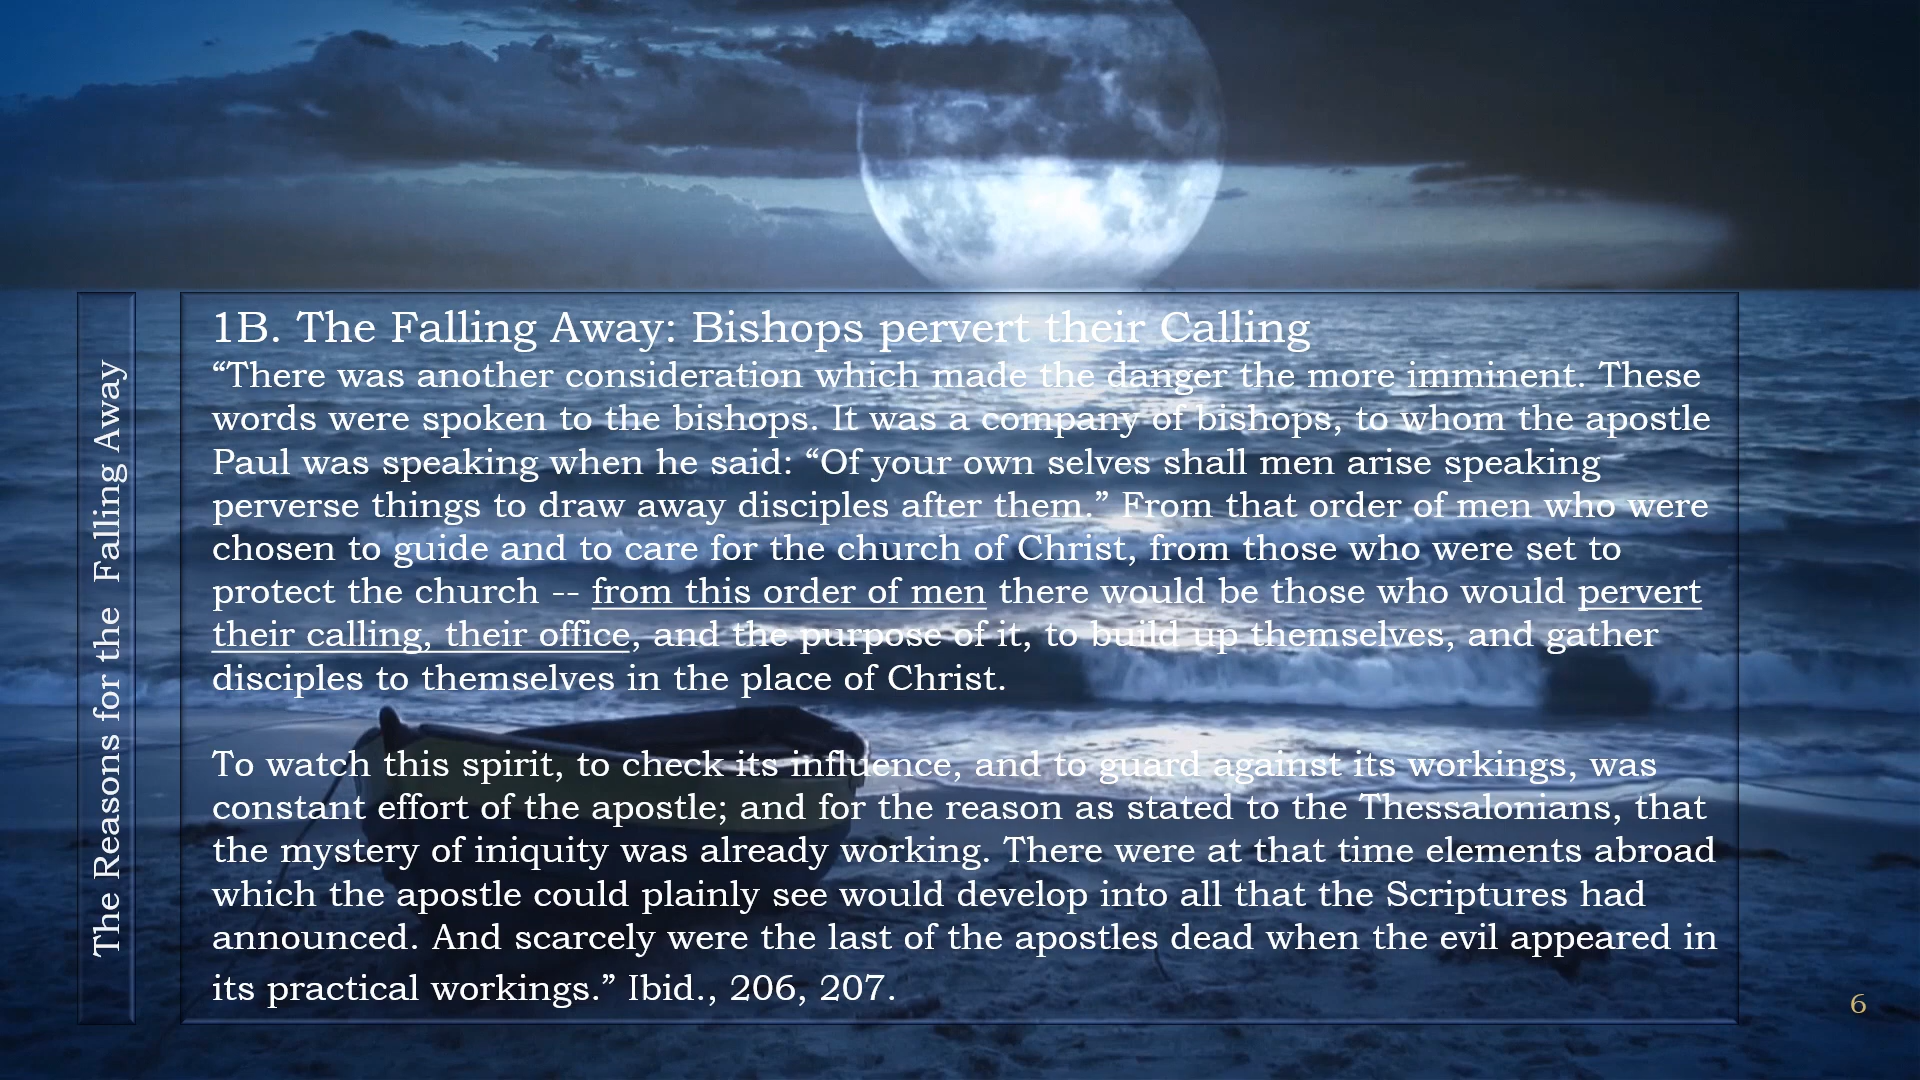 The Reasons for the Falling Away
1B. The Falling Away: Bishops pervert their Calling
“There was another consideration which made the danger the more imminent. These
words were spoken to the bishops. It was a company of bishops, to whom the apostle
Paul was speaking when he said: “Of your own selves shall men arise speaking
perverse things to draw away disciples after them.” From that order of men who were
chosen to guide and to care for the church of Christ, from those who were set to
protect the church -- from this order of men there would be those who would pervert
their calling, their office, and the purpose of it, to build up themselves, and gather
disciples to themselves in the place of Christ.
To watch this spirit, to check its influence, and to guard against its workings, was
constant effort of the apostle; and for the reason as stated to the Thessalonians, that
the mystery of iniquity was already working. There were at that time elements abroad
which the apostle could plainly see would develop into all that the Scriptures had
announced. And scarcely were the last of the apostles dead when the evil appeared in
its practical workings.” Ibid., 206, 207.
6